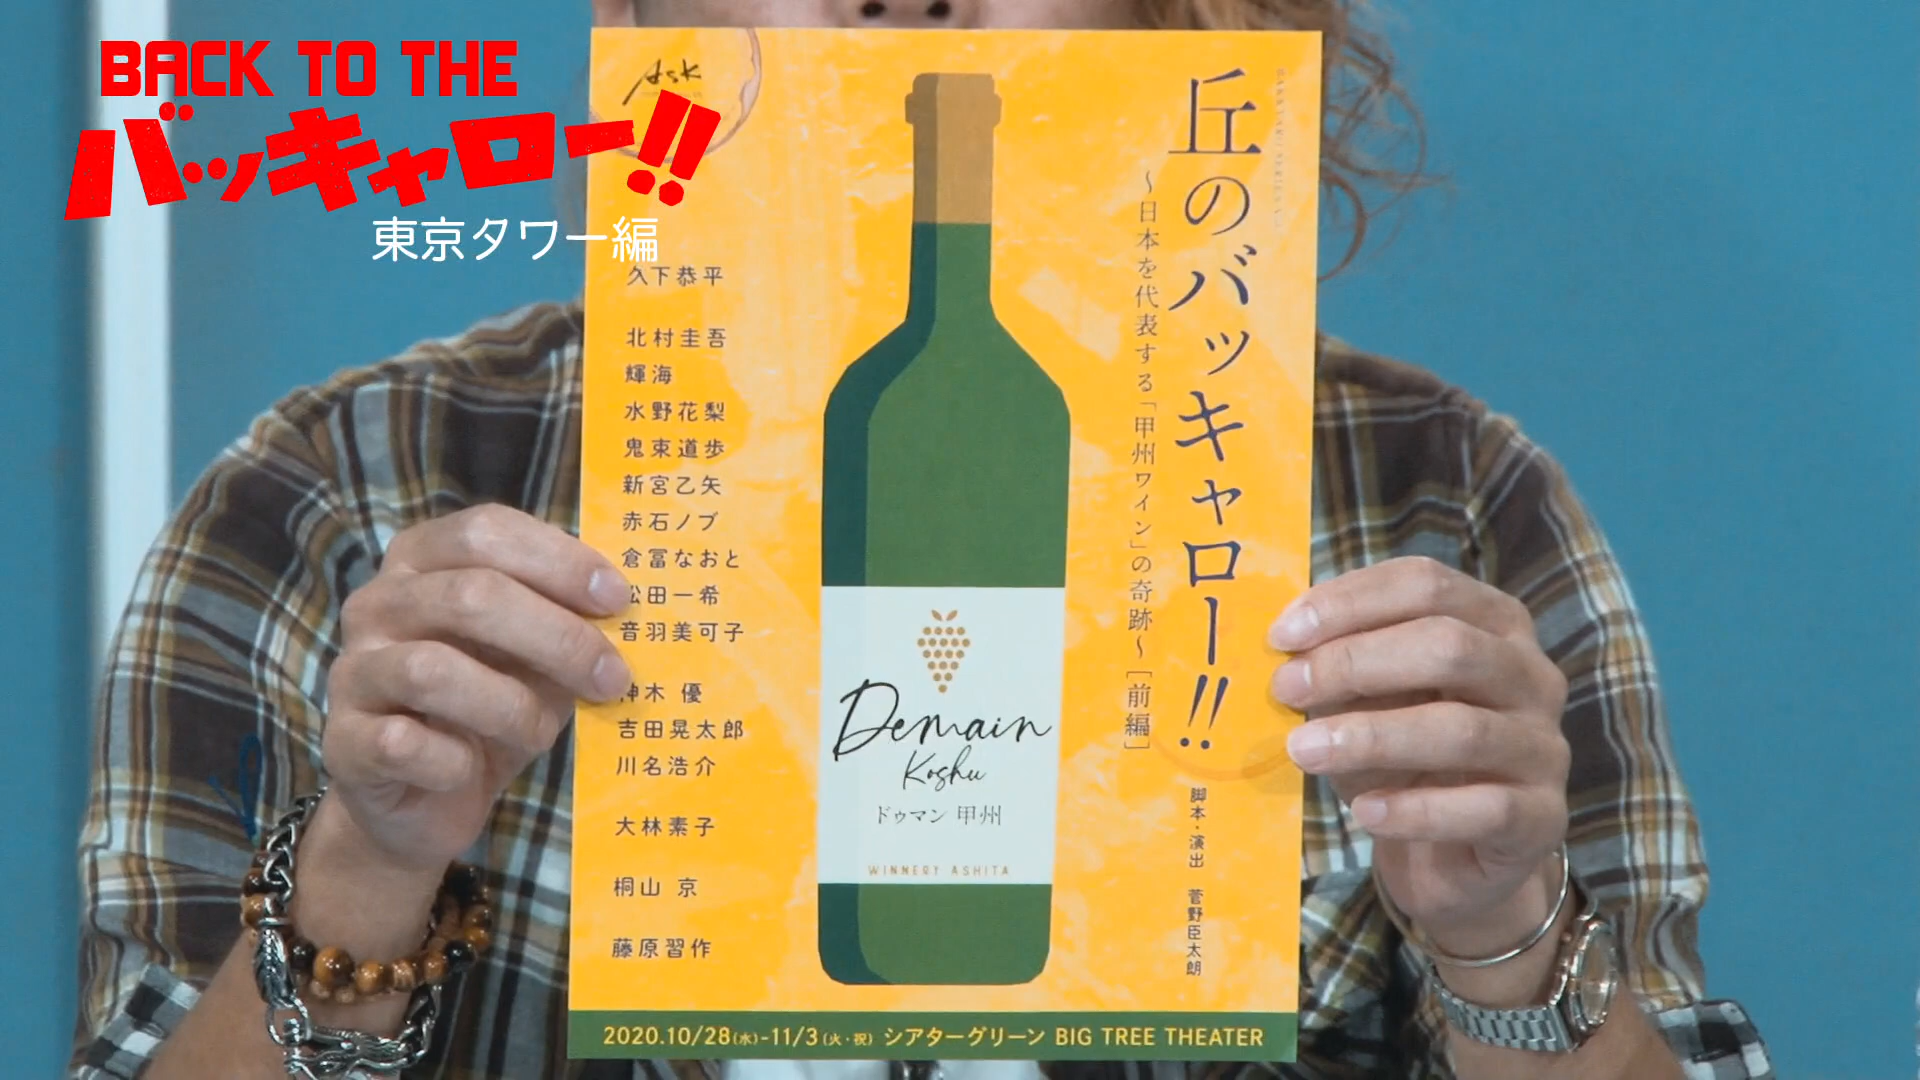 BACK TO THE
バッキャロー!!
東京タワー編
Ask
丘のバッキャロー!!
～日本を代表する「甲州ワイン」の奇跡～［前編］
脚本・演出 菅野臣太朗
久下恭平
北村圭吾
輝海
水野花梨
鬼束道歩
新宮乙矢
赤石ノブ
倉冨なおと
松田一希
音羽美可子
神木 優
吉田晃太郎
川名浩介
大林素子
桐山 京
藤原習作
Demain
Koshu
ドゥマン 甲州
WINNERY ASHITA
2020.10/28(水)-11/3(火・祝) シアターグリーン BIG TREE THEATER